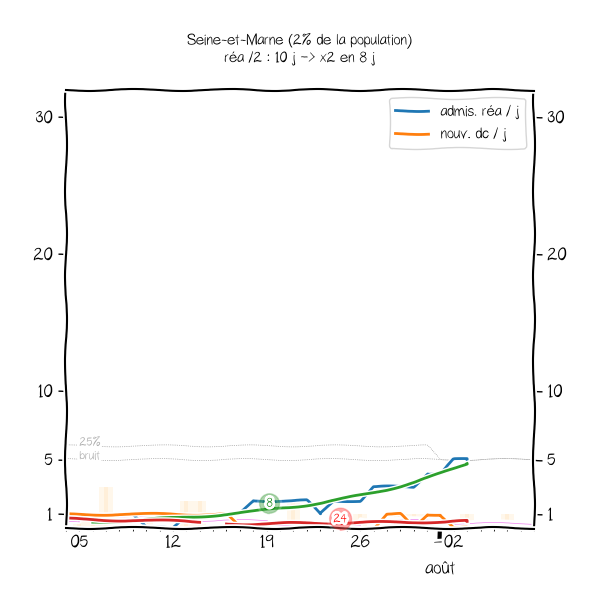 Seine-et-Marne (2% de la population)
réa /2 : 10 j -> x2 en 8 j
admis. réa / j
nouv. dc / j
30 30
20 20
10 10
25%
5 bruit 5
8
24
1 1
05 12 19 26 02
août